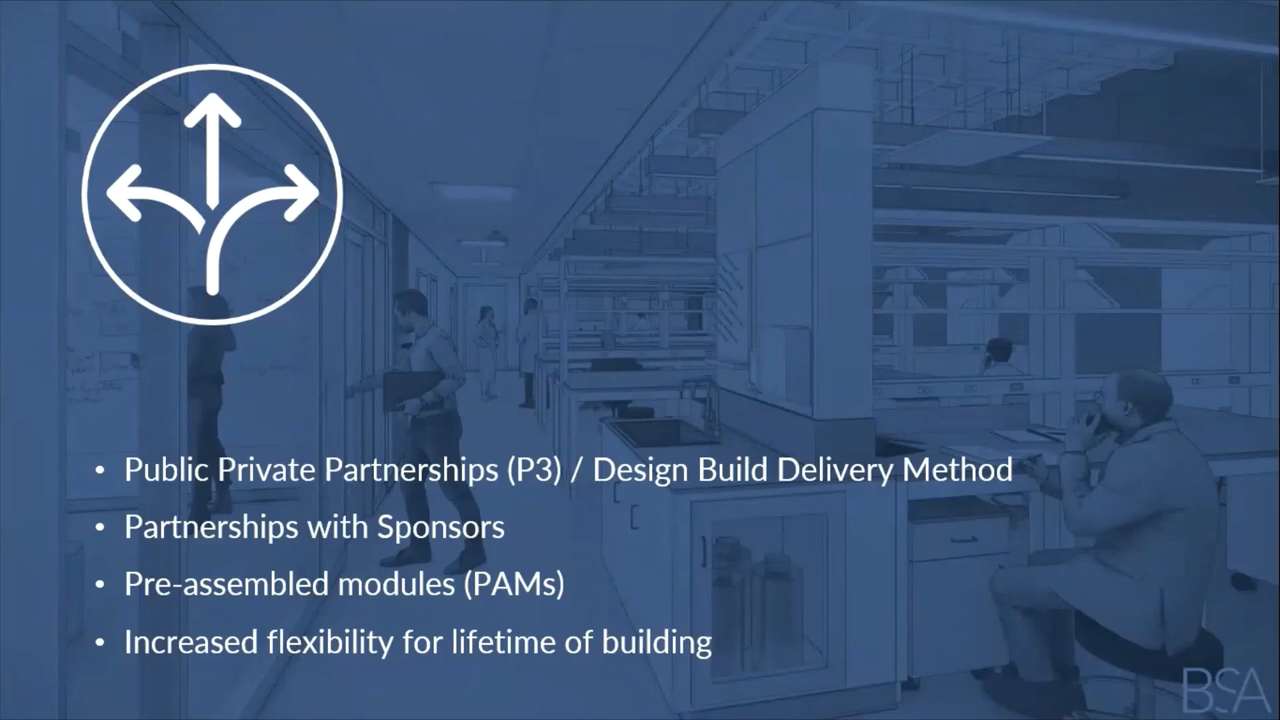 • Public Private Partnerships (P3) / Design Build Delivery Method
• Partnerships with Sponsors
• Pre-assembled modules (PAMs)
• Increased flexibility for lifetime of building
BSA